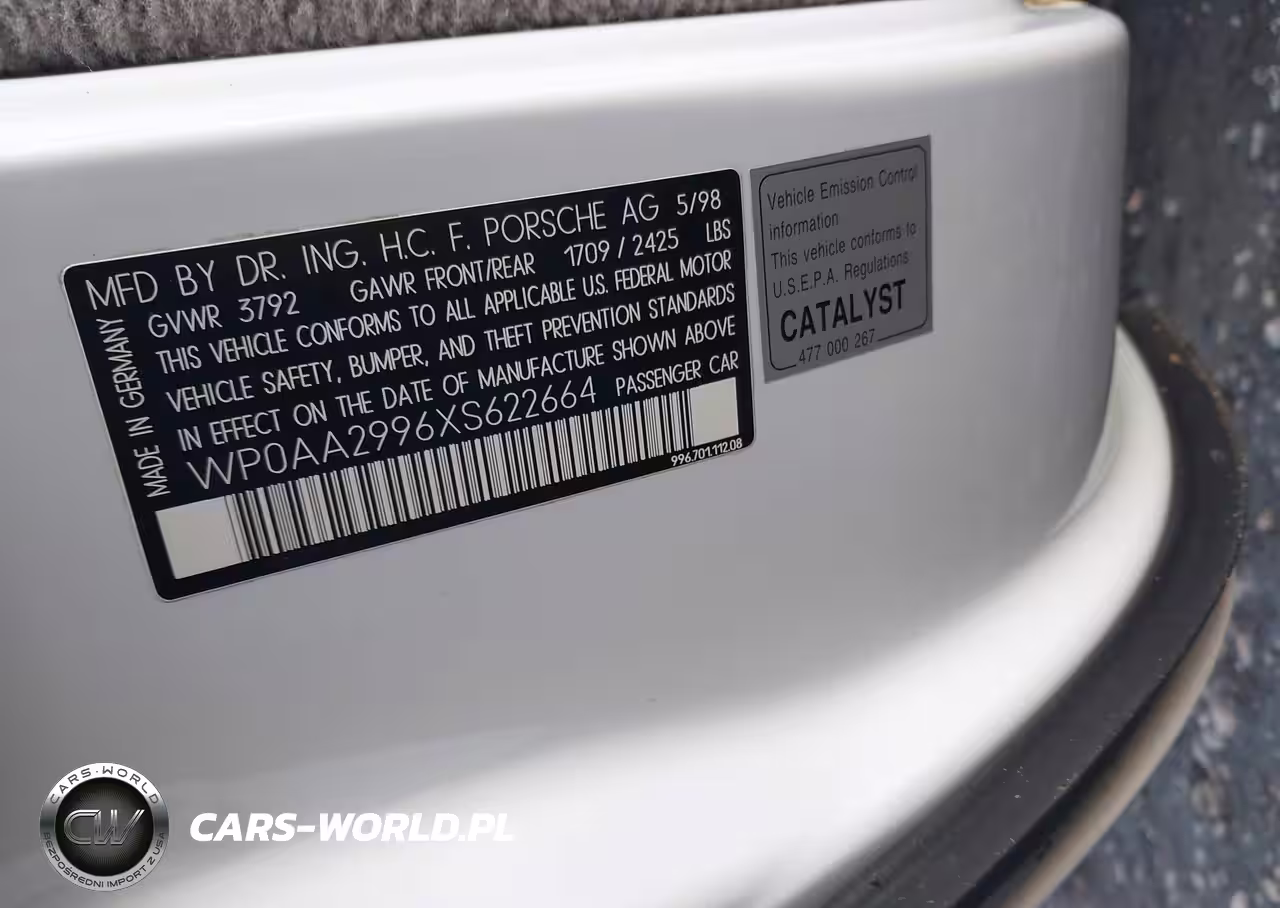 MFD BY DR. ING. H.C. F. PORSCHE AG 5/98
GVWR 3792 GAWR FRONT/REAR 1709 / 2425 LBS
THIS VEHICLE CONFORMS TO ALL APPLICABLE U.S. FEDERAL MOTOR
VEHICLE SAFETY, BUMPER, AND THEFT PREVENTION STANDARDS
IN EFFECT ON THE DATE OF MANUFACTURE SHOWN ABOVE
WP0AA2996XS622664 PASSENGER CAR
996.701.112.08
MADE IN GERMANY
Vehicle Emission Control
information
This vehicle conforms to
U.S.E.P.A. Regulations
CATALYST
477 000 267
CARS-WORLD
CW
BEZPOŚREDNI IMPORT Z USA
CARS-WORLD.PL